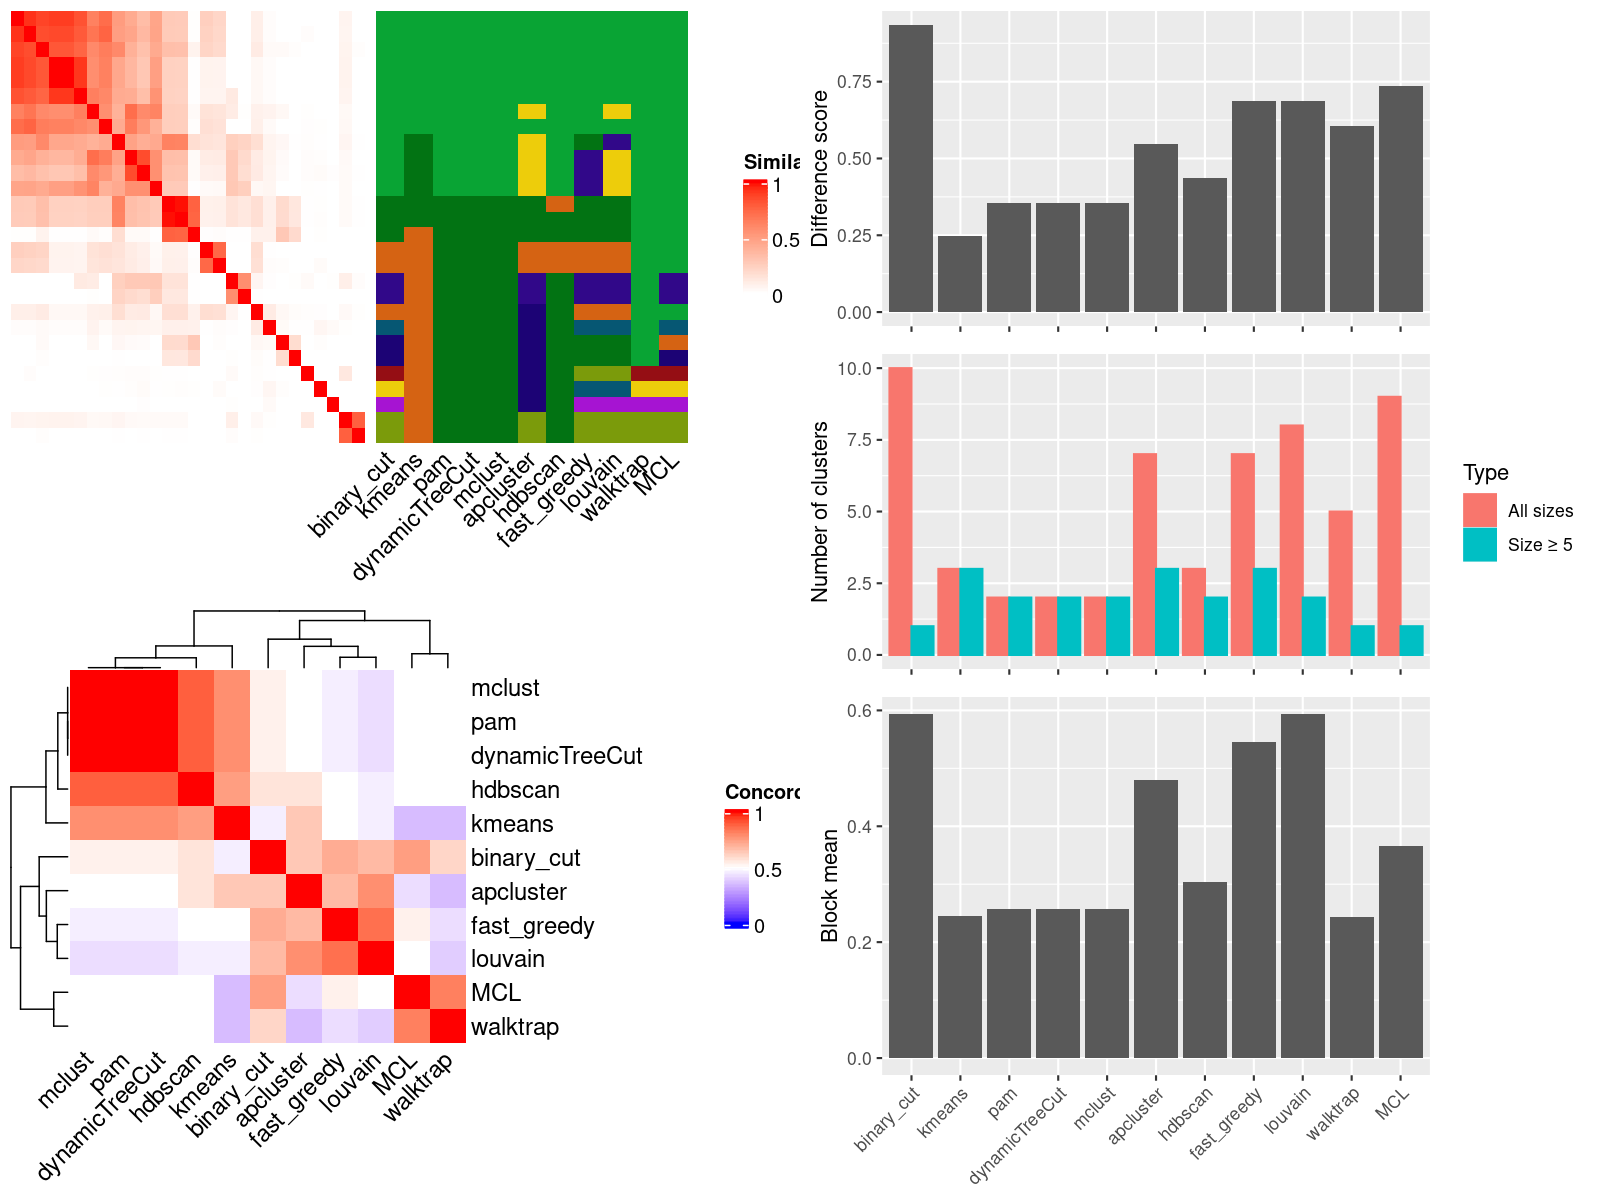 Simila
1
0.5
0
binary_cut
kmeans
pam
dynamicTreeCut
mclust
apcluster
hdbscan
fast_greedy
louvain
walktrap
MCL
mclust
pam
dynamicTreeCut
hdbscan
kmeans
binary_cut
apcluster
fast_greedy
louvain
MCL
walktrap
mclust
pam
dynamicTreeCut
hdbscan
kmeans
binary_cut
apcluster
fast_greedy
louvain
MCL
walktrap
Concord
1
0.5
0
Difference score
0.75
0.50
0.25
0.00
Number of clusters
10.0
7.5
5.0
2.5
0.0
Type
All sizes
Size ≥ 5
Block mean
0.6
0.4
0.2
0.0
binary_cut
kmeans
pam
dynamicTreeCut
mclust
apcluster
hdbscan
fast_greedy
louvain
walktrap
MCL